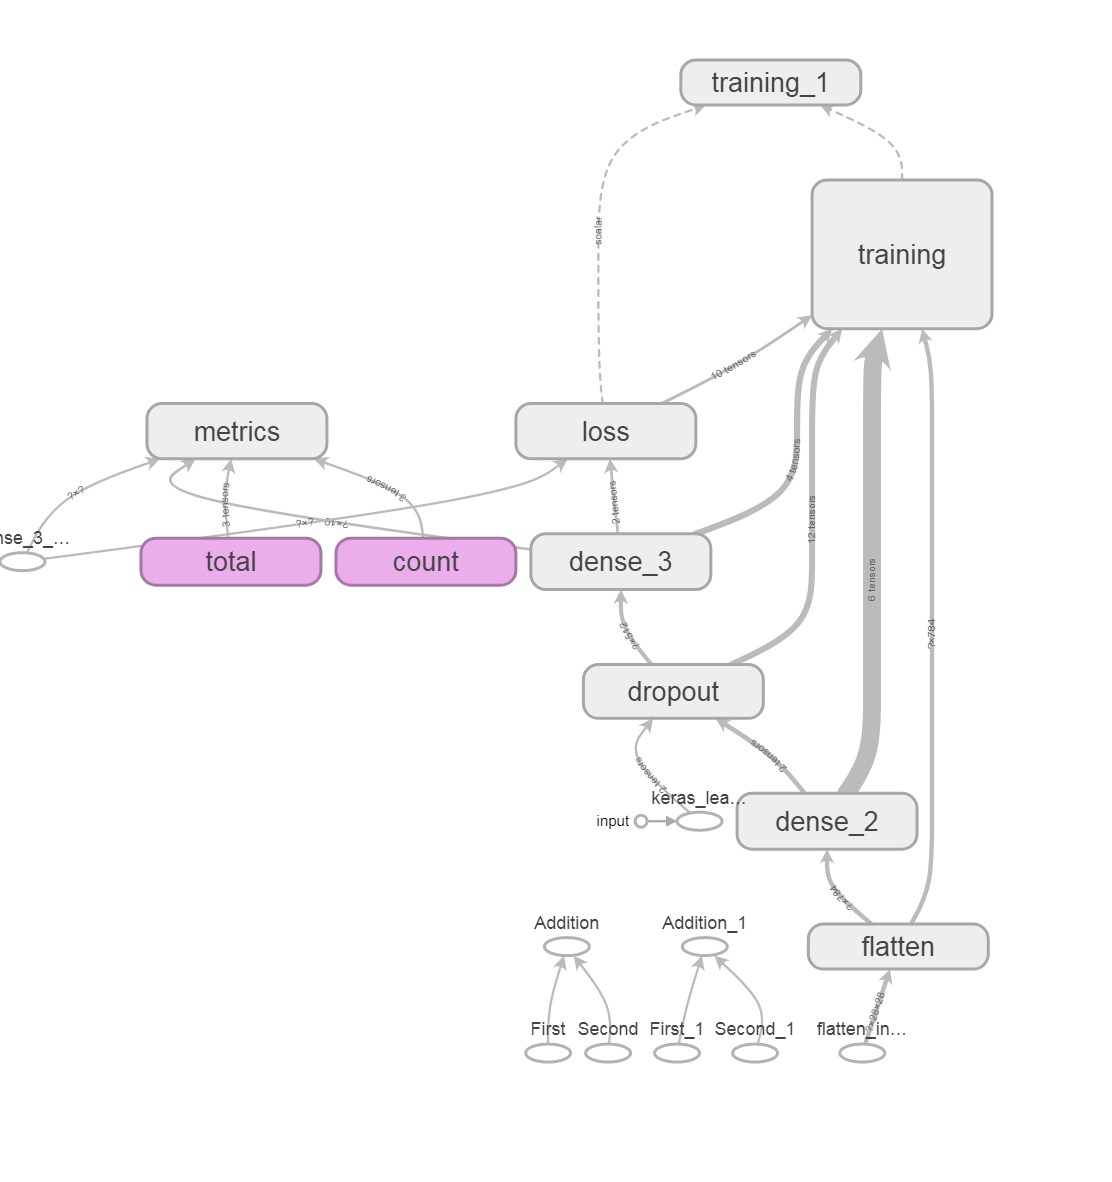 training_1
training
scalar
10 tensors
metrics
loss
?×?
3 tensors
3 tensors
2 tensors
4 tensors
12 tensors
6 tensors
?×784
nse_3_…
?×?
?×10
total
count
dense_3
?×512
dropout
2 tensors
2 tensors
keras_lea…
input
dense_2
?×784
Addition
Addition_1
flatten
?×28×28
First
Second
First_1
Second_1
flatten_in…